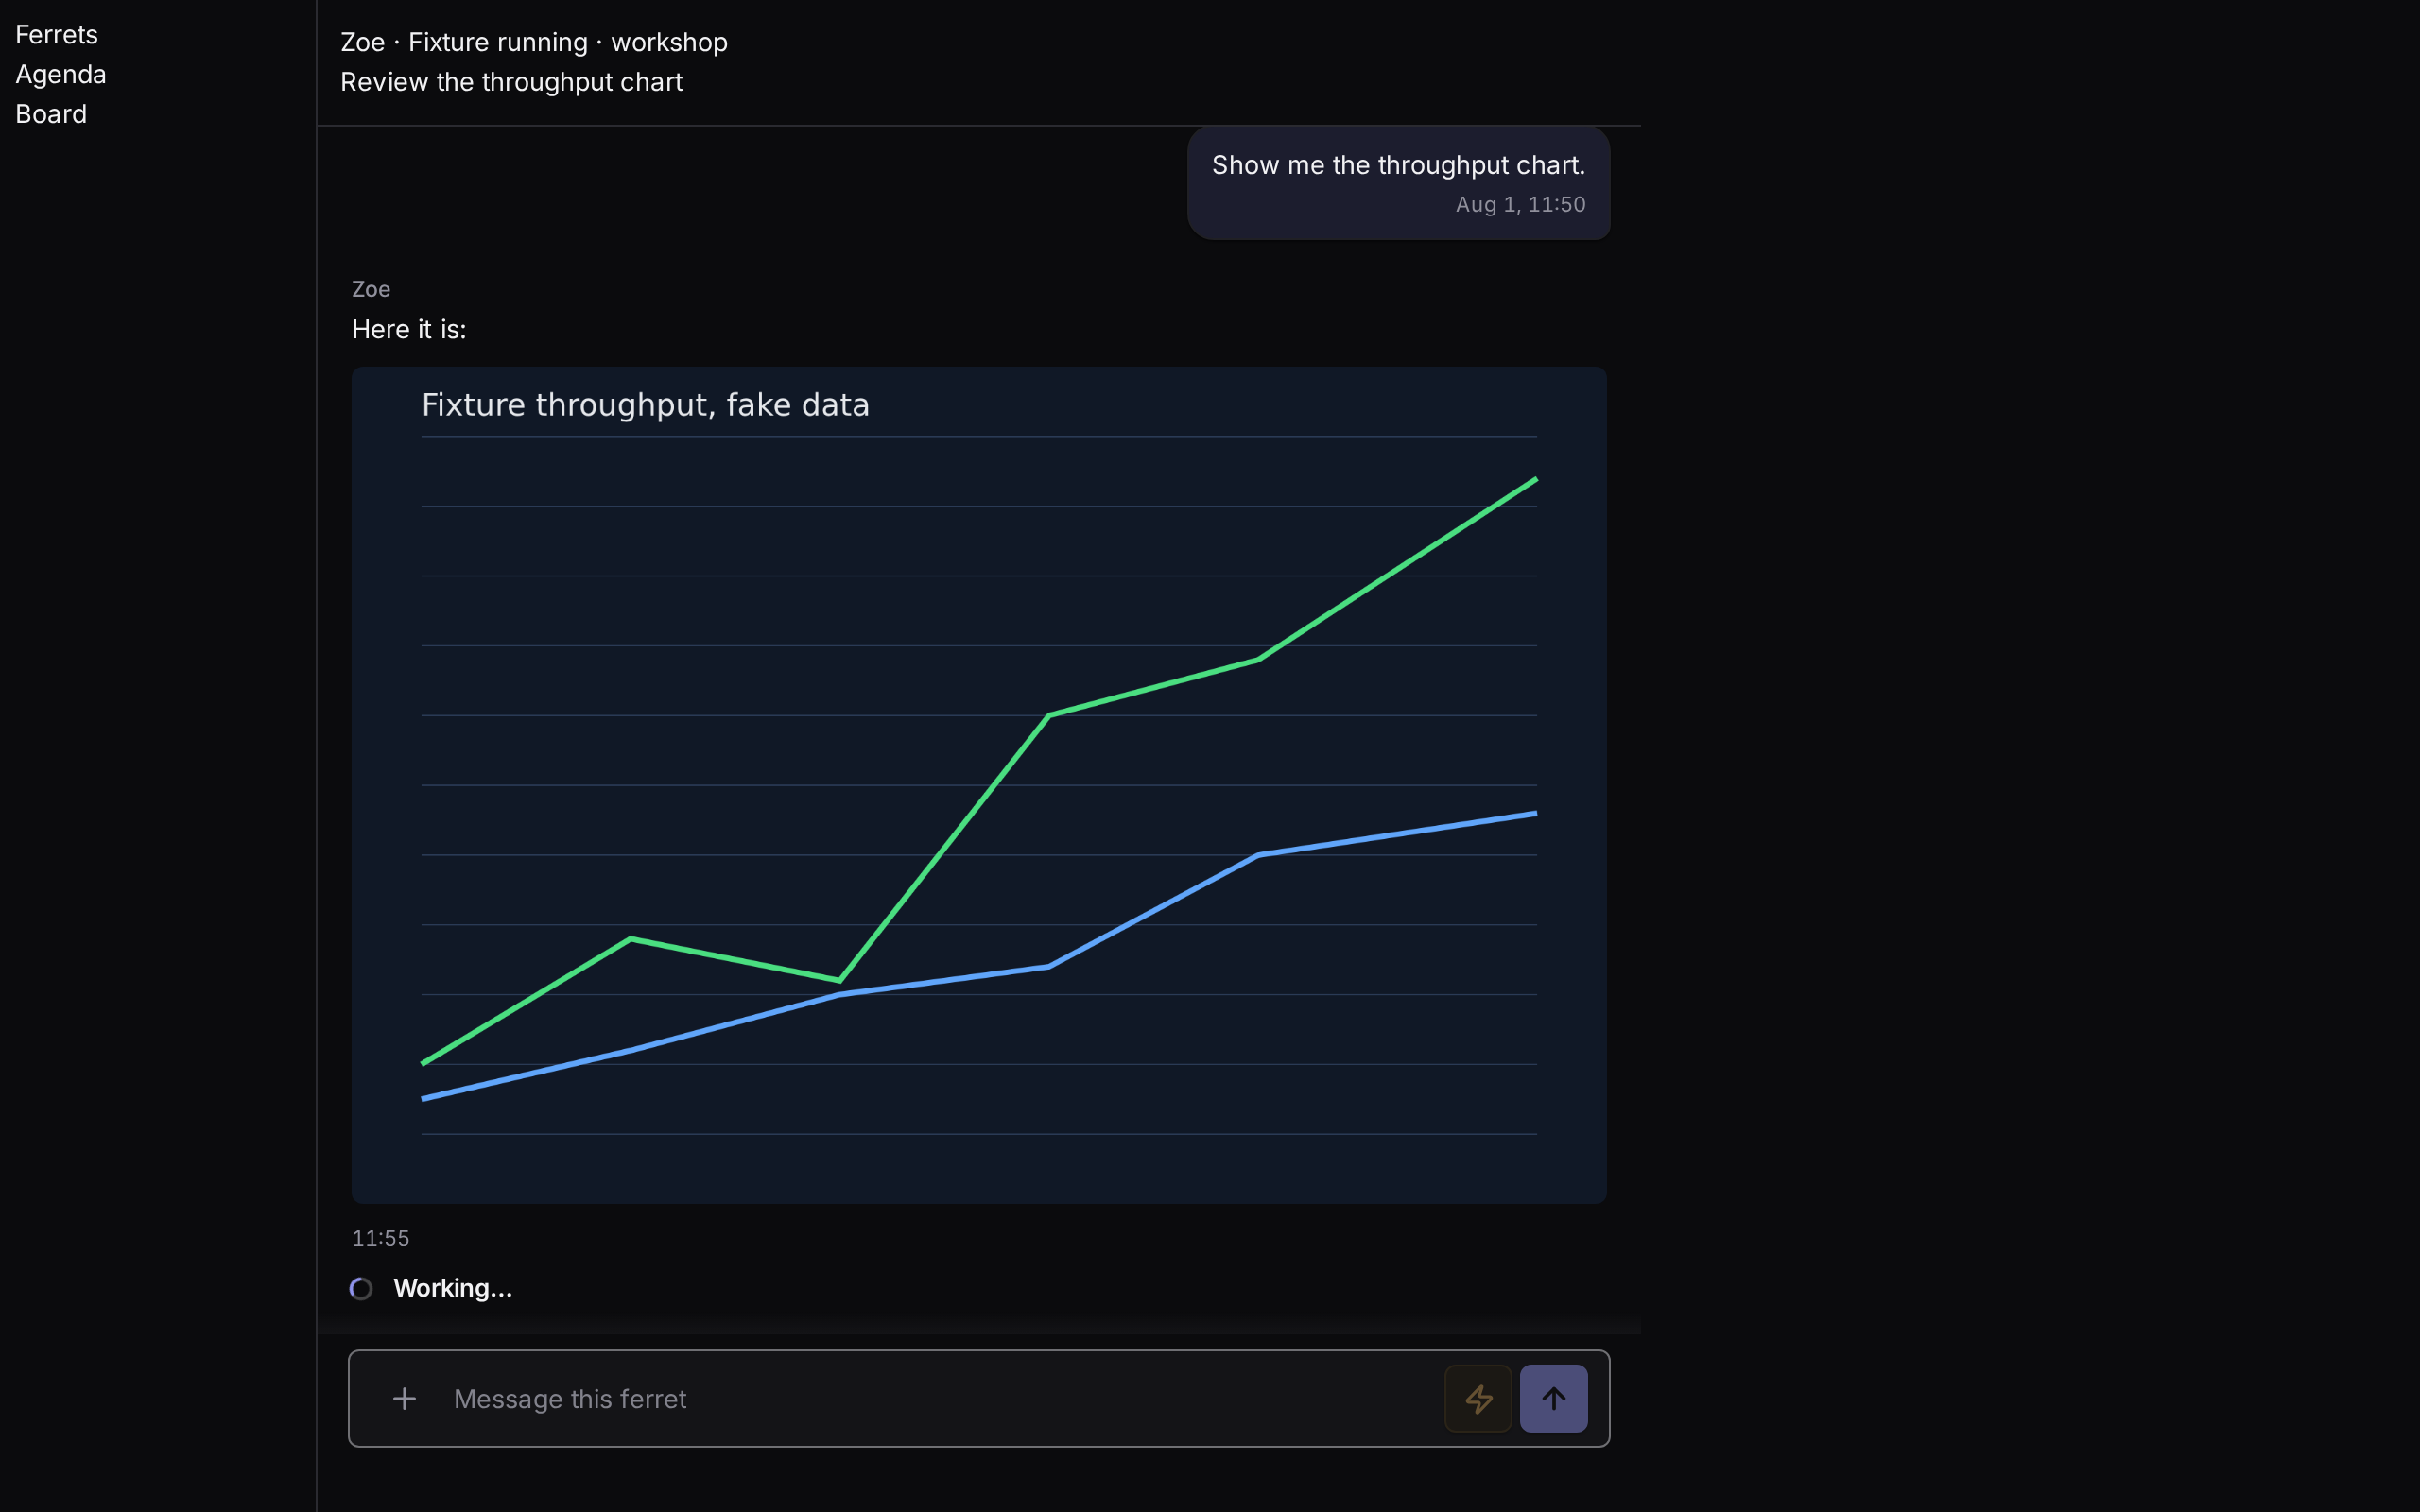 Ferrets
Agenda
Board
Zoe · Fixture running · workshop
Review the throughput chart
Show me the throughput chart.
Aug 1, 11:50
Zoe
Here it is:
Fixture throughput, fake data
11:55
Working...
Message this ferret